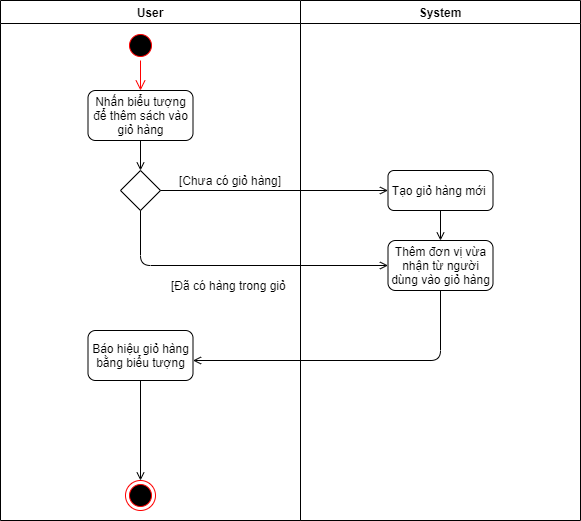 User
System
Nhấn biểu tượng
để thêm sách vào
giỏ hàng
[Chưa có giỏ hàng]
Tạo giỏ hàng mới
Thêm đơn vị vừa
nhận từ người
dùng vào giỏ hàng
[Đã có hàng trong giỏ
Báo hiệu giỏ hàng
bằng biểu tượng